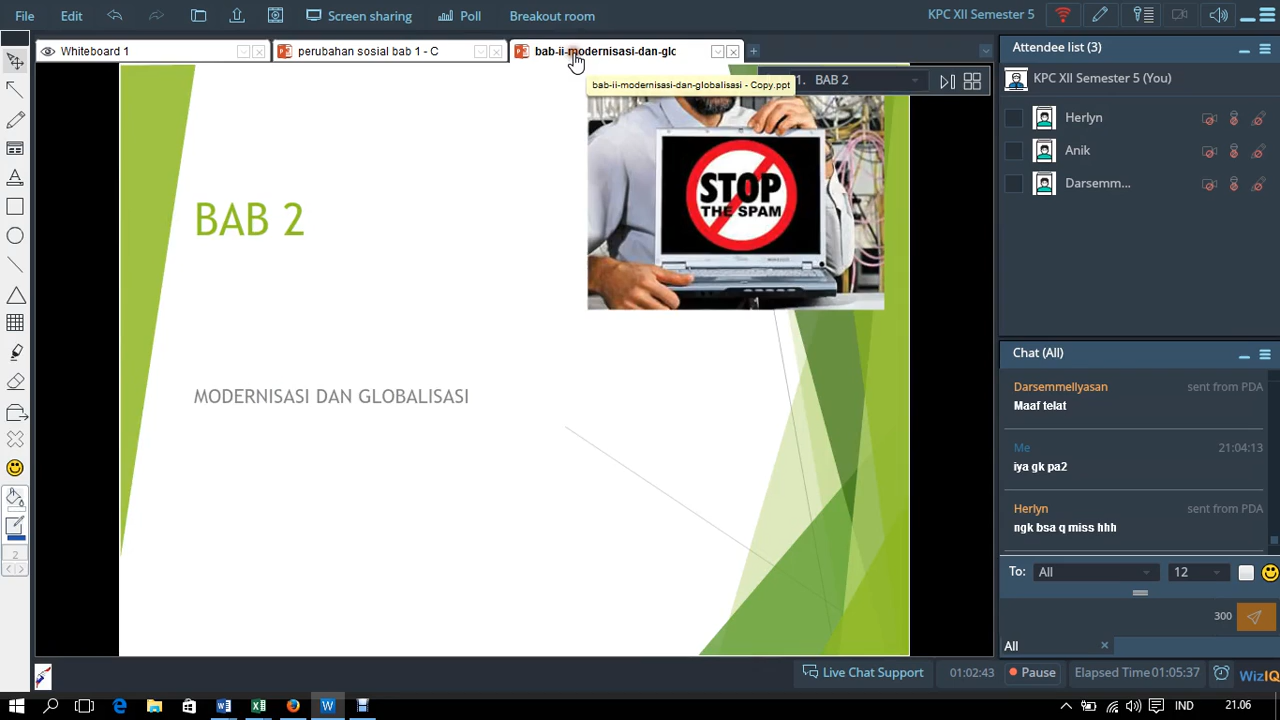 File Edit Screen sharing Poll Breakout room KPC XII Semester 5
Whiteboard 1
perubahan sosial bab 1 - C
bab-ii-modernisasi-dan-glc
bab-ii-modernisasi-dan-globalisasi - Copy.ppt
1. BAB 2
STOP
THE SPAM
BAB 2
MODERNISASI DAN GLOBALISASI
2
Attendee list (3)
KPC XII Semester 5 (You)
Herlyn
Anik
Darsemm...
Chat (All)
Darsemmellyasan sent from PDA
Maaf telat
Me 21:04:13
iya gk pa2
Herlyn sent from PDA
ngk bsa q miss hhh
To: All 12
300
All
Live Chat Support 01:02:43 Pause Elapsed Time 01:05:37 WizIQ
IND 21.06